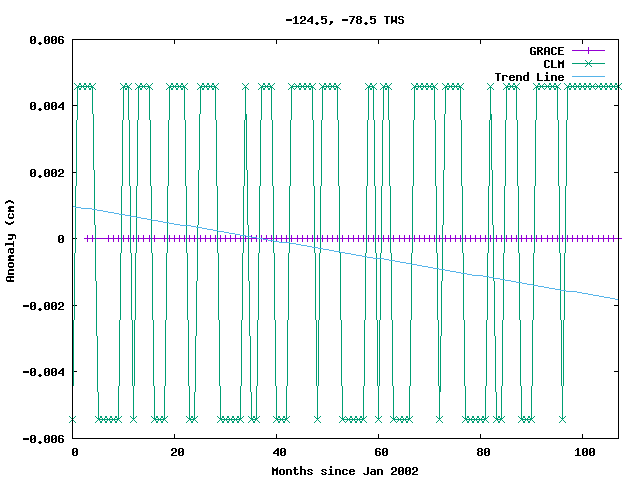 -124.5, -78.5 TWS
0.006
GRACE
CLM
Trend Line
0.004
0.002
0
-0.002
-0.004
-0.006
Anomaly (cm)
0 20 40 60 80 100
Months since Jan 2002